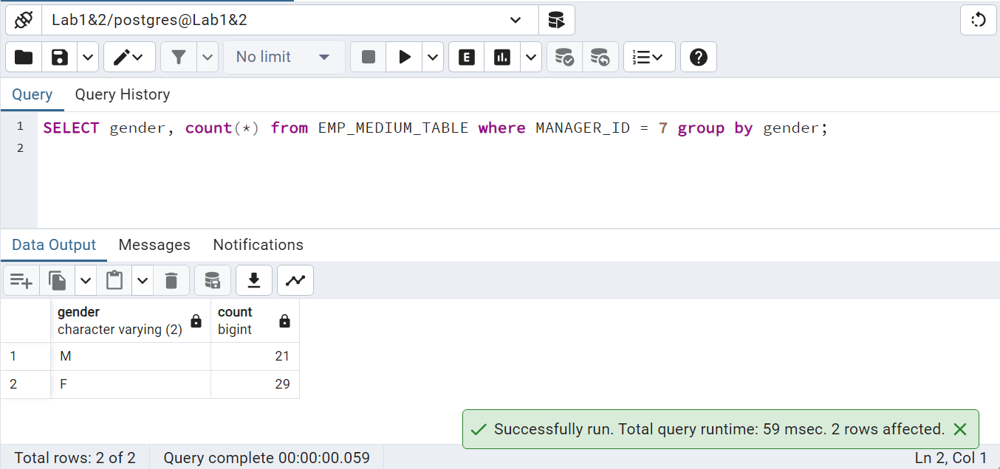 Lab1&2/postgres@Lab1&2
No limit
Query Query History
1 SELECT gender, count(*) from EMP_MEDIUM_TABLE where MANAGER_ID = 7 group by gender;
2
Data Output Messages Notifications
gender count
character varying (2) bigint
1 M 21
2 F 29
Successfully run. Total query runtime: 59 msec. 2 rows affected.
Total rows: 2 of 2 Query complete 00:00:00.059 Ln 2, Col 1